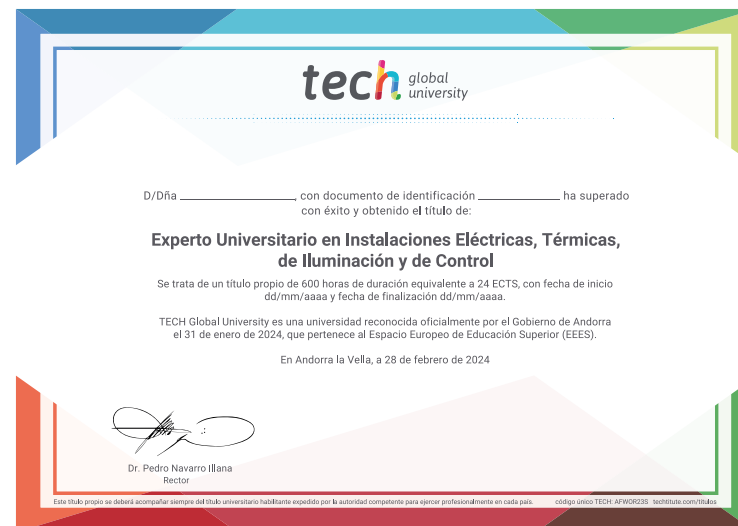 tech global university
D/Dña ____________________, con documento de identificación ______________ ha superado
con éxito y obtenido el título de:
Experto Universitario en Instalaciones Eléctricas, Térmicas,
de Iluminación y de Control
Se trata de un título propio de 600 horas de duración equivalente a 24 ECTS, con fecha de inicio
dd/mm/aaaa y fecha de finalización dd/mm/aaaa.
TECH Global University es una universidad reconocida oficialmente por el Gobierno de Andorra
el 31 de enero de 2024, que pertenece al Espacio Europeo de Educación Superior (EEES).
En Andorra la Vella, a 28 de febrero de 2024
Dr. Pedro Navarro Illana
Rector
Este título propio se deberá acompañar siempre del título universitario habilitante expedido por la autoridad competente para ejercer profesionalmente en cada país. código único TECH: AFWOR23S techtitute.com/titulos